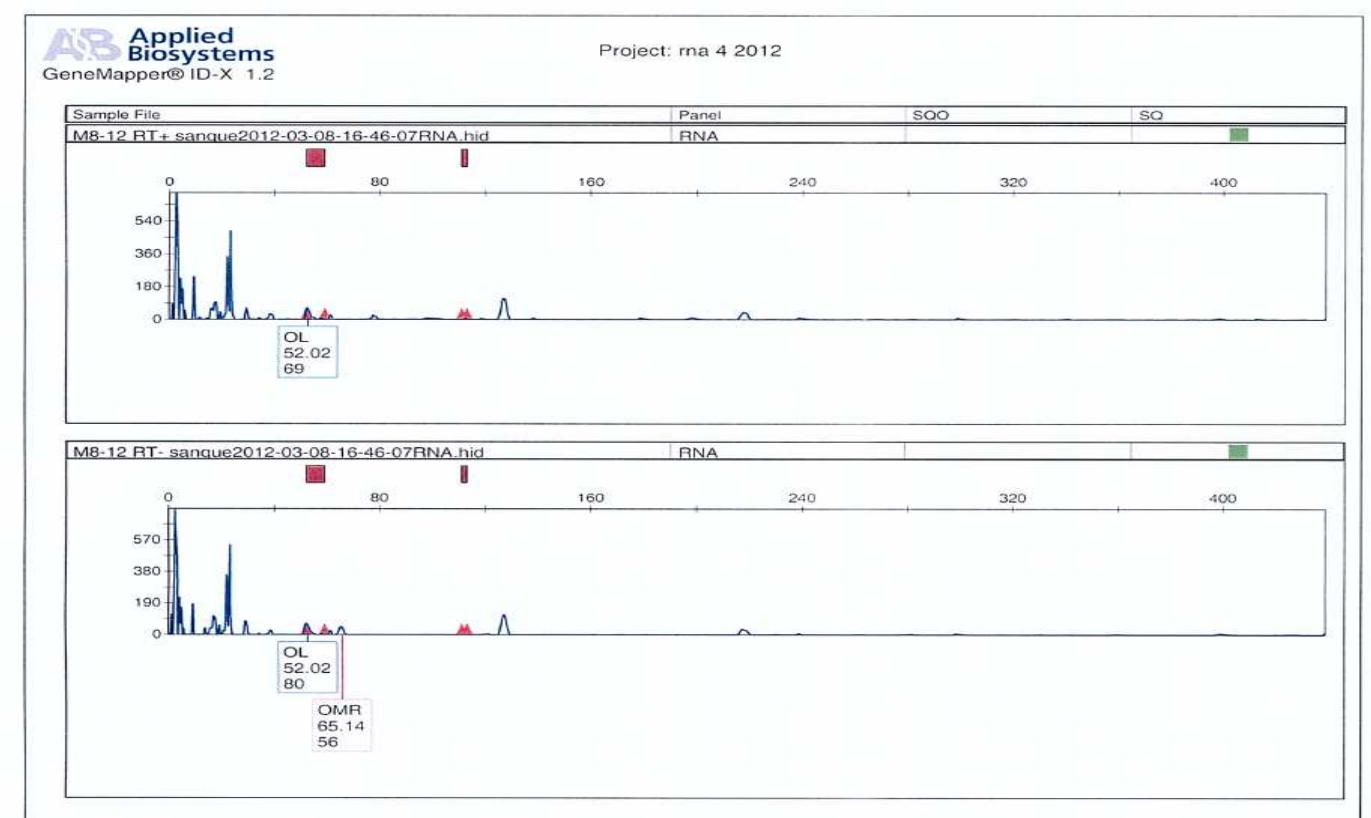 AB Applied
Biosystems
GeneMapper® ID-X 1.2
Project: rna 4 2012
Sample File Panel SQO SQ
M8-12 RT+ sangue2012-03-08-16-46-07RNA.hid RNA
0 80 160 240 320 400
540
360
180
0
OL
52.02
69
M8-12 RT- sangue2012-03-08-16-46-07RNA.hid RNA
0 80 160 240 320 400
570
380
190
0
OL
52.02
80
OMR
65.14
56